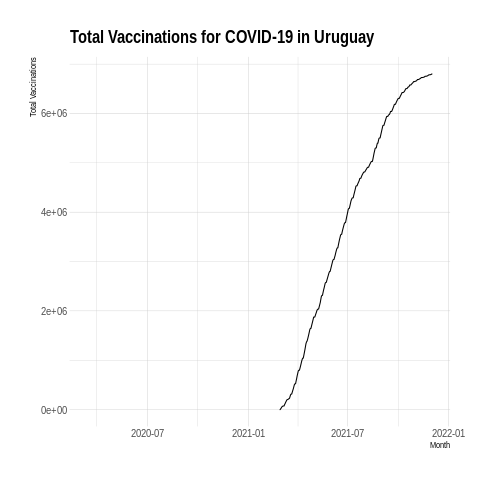 Total Vaccinations for COVID-19 in Uruguay
Total Vaccinations
6e+06
4e+06
2e+06
0e+00
2020-07 2021-01 2021-07 2022-01
Month